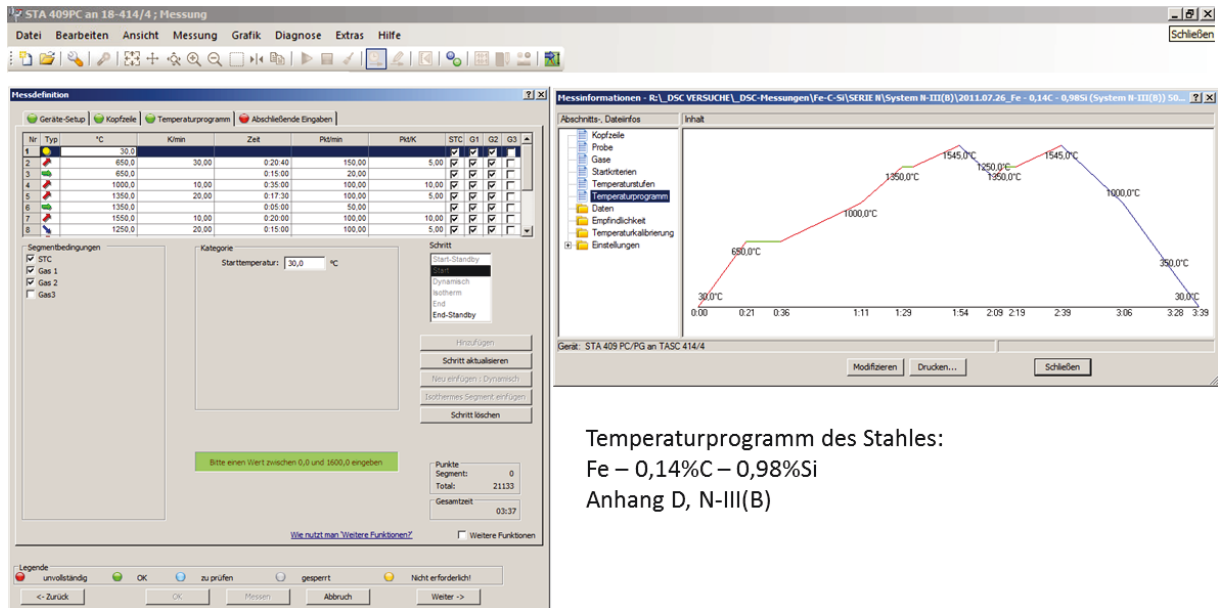 STA 409PC an 18-414/4 ; Messung
Datei Bearbeiten Ansicht Messung Grafik Diagnose Extras Hilfe
Schließen
Messdefinition
Geräte-Setup Kopfzeile Temperaturprogramm Abschließende Eingaben
Nr Typ °C K/min Zeit Pkt/min Pkt/K STC G1 G2 G3
1 30,0
2 650,0 30,00 0:20:40 150,00 5,00
3 650,0 0:15:00 20,00
4 1000,0 10,00 0:35:00 100,00 10,00
5 1350,0 20,00 0:17:30 100,00 5,00
6 1350,0 0:05:00 50,00
7 1550,0 10,00 0:20:00 100,00 10,00
8 1250,0 20,00 0:15:00 100,00 5,00
Segmentbedingungen
STC
Gas 1
Gas 2
Gas3
Kategorie
Starttemperatur: 30,0 °C
Schritt
Start-Standby
Start
Dynamisch
Isotherm
End
End-Standby
Hinzufügen
Schritt aktualisieren
Neu einfügen : Dynamisch
Isothermes Segment einfügen
Schritt löschen
Bitte einen Wert zwischen 0,0 und 1600,0 eingeben
Punkte
Segment: 0
Total: 21133
Gesamtzeit
03:37
Wie nutzt man 'Weitere Funktionen?'
Weitere Funktionen
Legende
unvollständig OK zu prüfen gesperrt Nicht erforderlich!
<- Zurück OK Messen Abbruch Weiter ->
Messinformationen - R:\_DSC VERSUCHE\_DSC-Messungen\Fe-C-Si\SERIE N\System N-III(B)\2011.07.26_Fe - 0,14C - 0,98Si (System N-III(B)) 50...
Abschnitts-, Dateiinfos
Inhalt
Kopfzeile
Probe
Gase
Startkriterien
Temperaturstufen
Temperaturprogramm
Daten
Empfindlichkeit
Temperaturkalibrierung
Einstellungen
1545,0°C 1545,0°C
1250,0°C
1350,0°C 1350,0°C
1000,0°C
1000,0°C
650,0°C
350,0°C
30,0°C 30,0°C
0:00 0:21 0:36 1:11 1:29 1:54 2:09 2:19 2:39 3:06 3:28 3:39
Gerät: STA 409 PC/PG an TASC 414/4
Modifizieren Drucken... Schließen
Temperaturprogramm des Stahles:
Fe – 0,14%C – 0,98%Si
Anhang D, N-III(B)